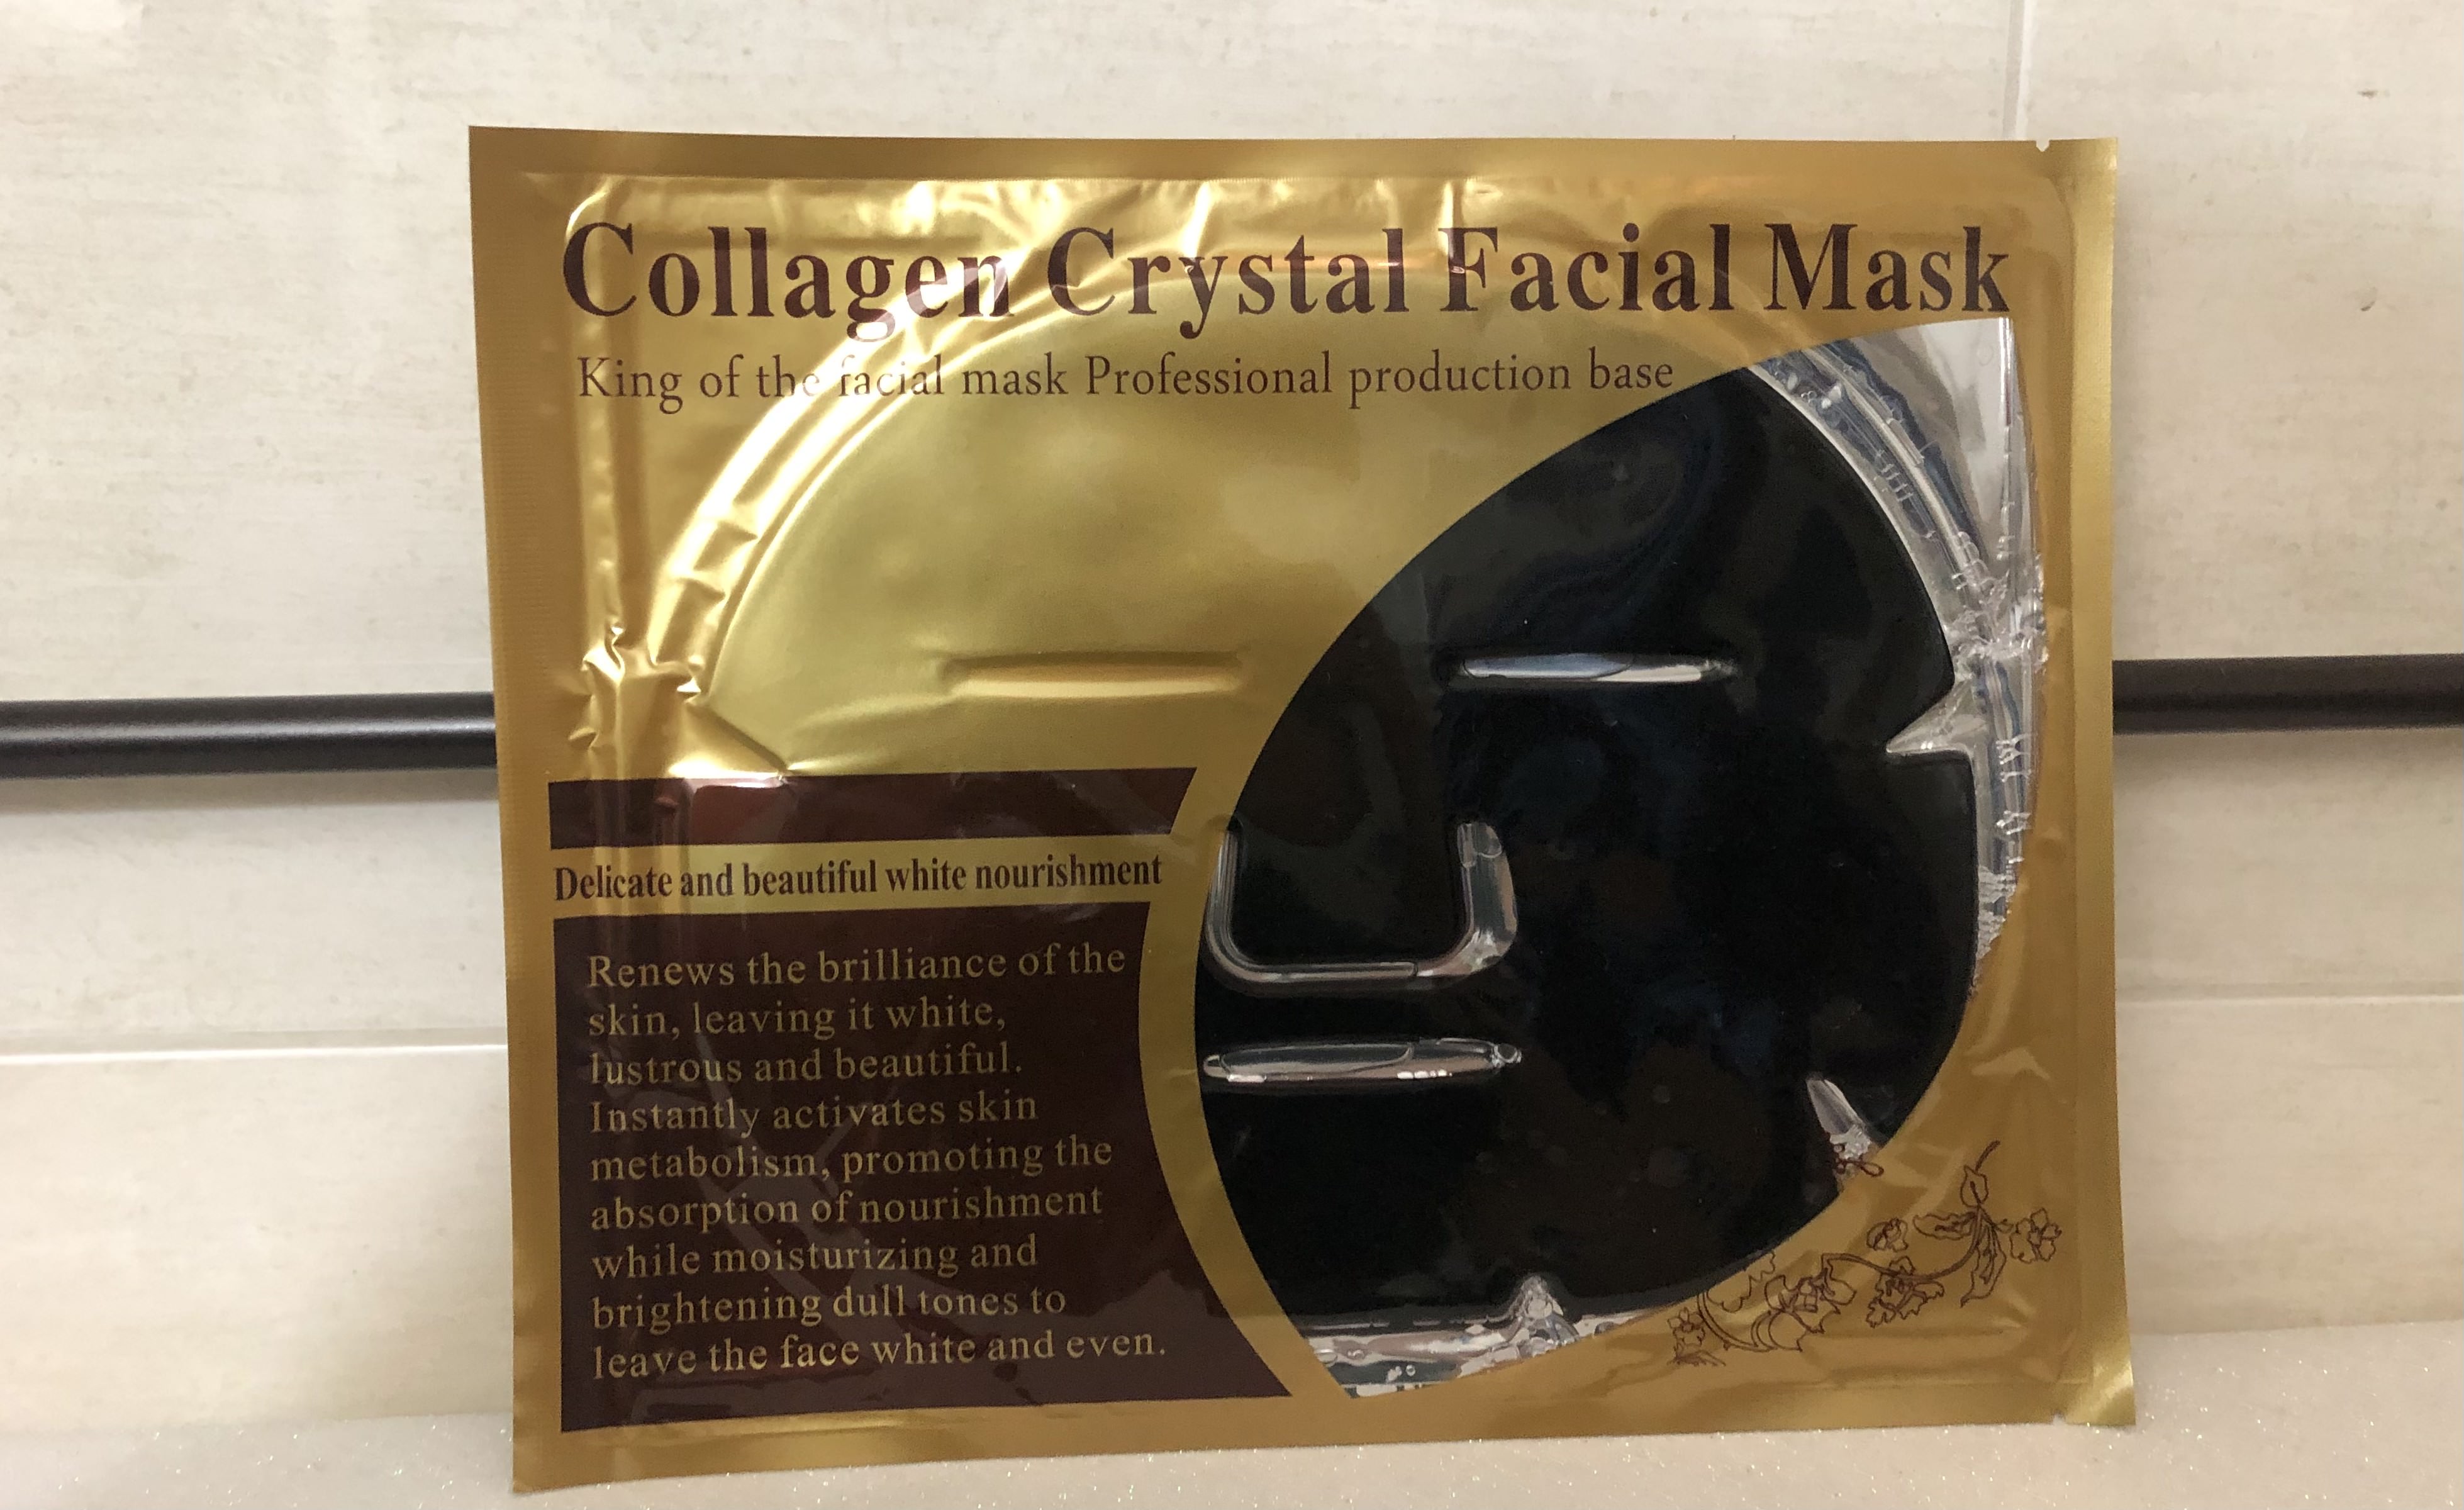 Collagen Crystal Facial Mask
King of the facial mask Professional production base
Delicate and beautiful white nourishment
Renews the brilliance of the
skin, leaving it white,
lustrous and beautiful.
Instantly activates skin
metabolism, promoting the
absorption of nourishment
while moisturizing and
brightening dull tones to
leave the face white and even.